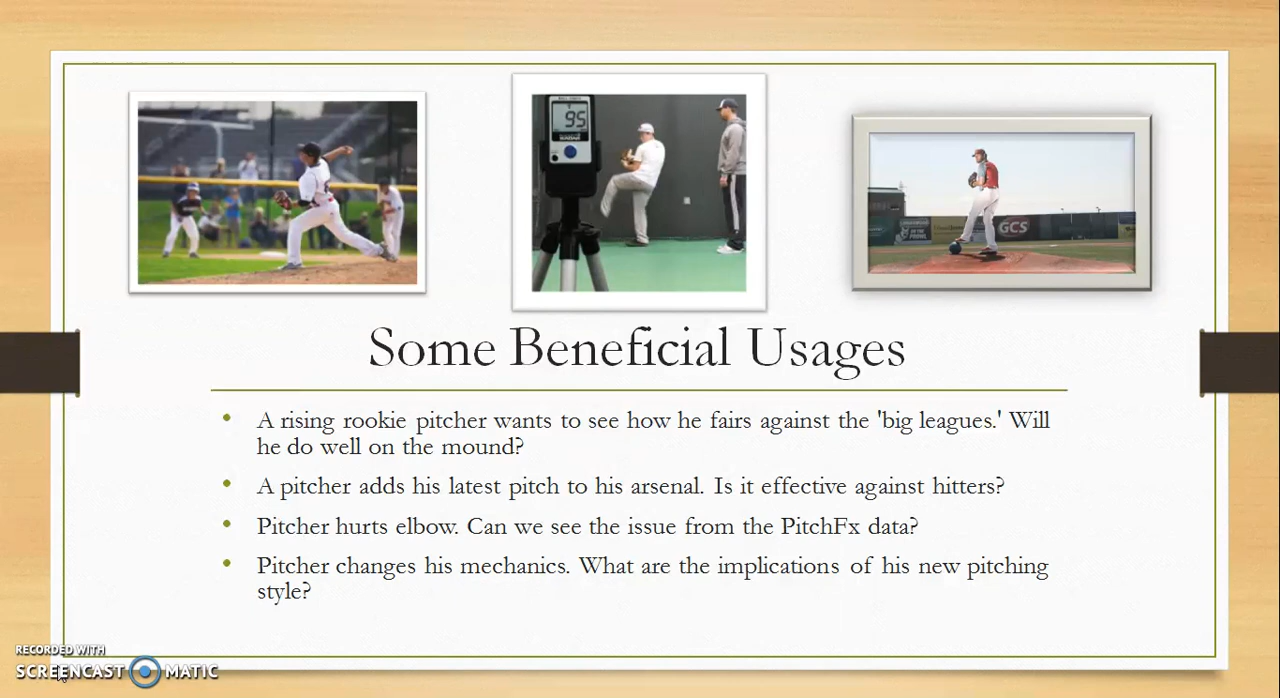 95
GCS
Some Beneficial Usages
• A rising rookie pitcher wants to see how he fairs against the 'big leagues.' Will
he do well on the mound?
• A pitcher adds his latest pitch to his arsenal. Is it effective against hitters?
• Pitcher hurts elbow. Can we see the issue from the PitchFx data?
• Pitcher changes his mechanics. What are the implications of his new pitching
style?
RECORDED WITH
SCREENCAST MATIC